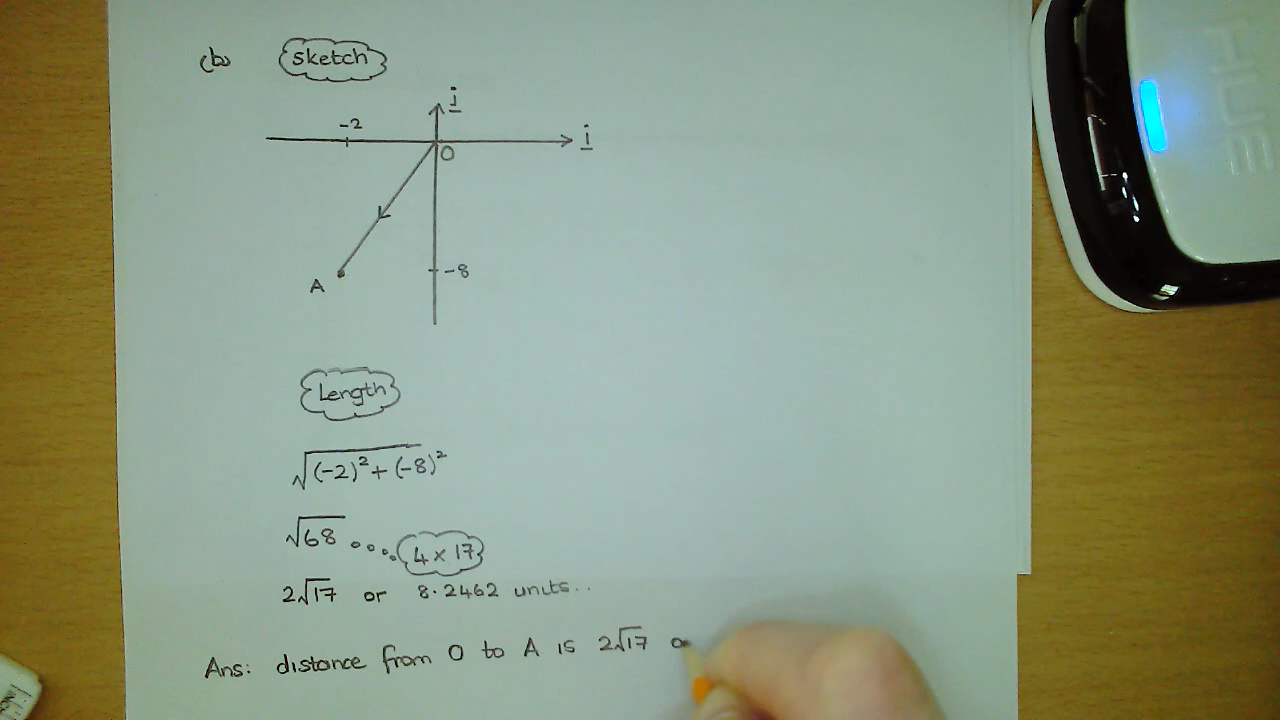 (b) Sketch
j
-2
i
O
-8
A
Length
√(-2)²+(-8)²
√68 .... 4 × 17
2√17 or 8.2462 units..
Ans: distance from O to A is 2√17 o
HUE